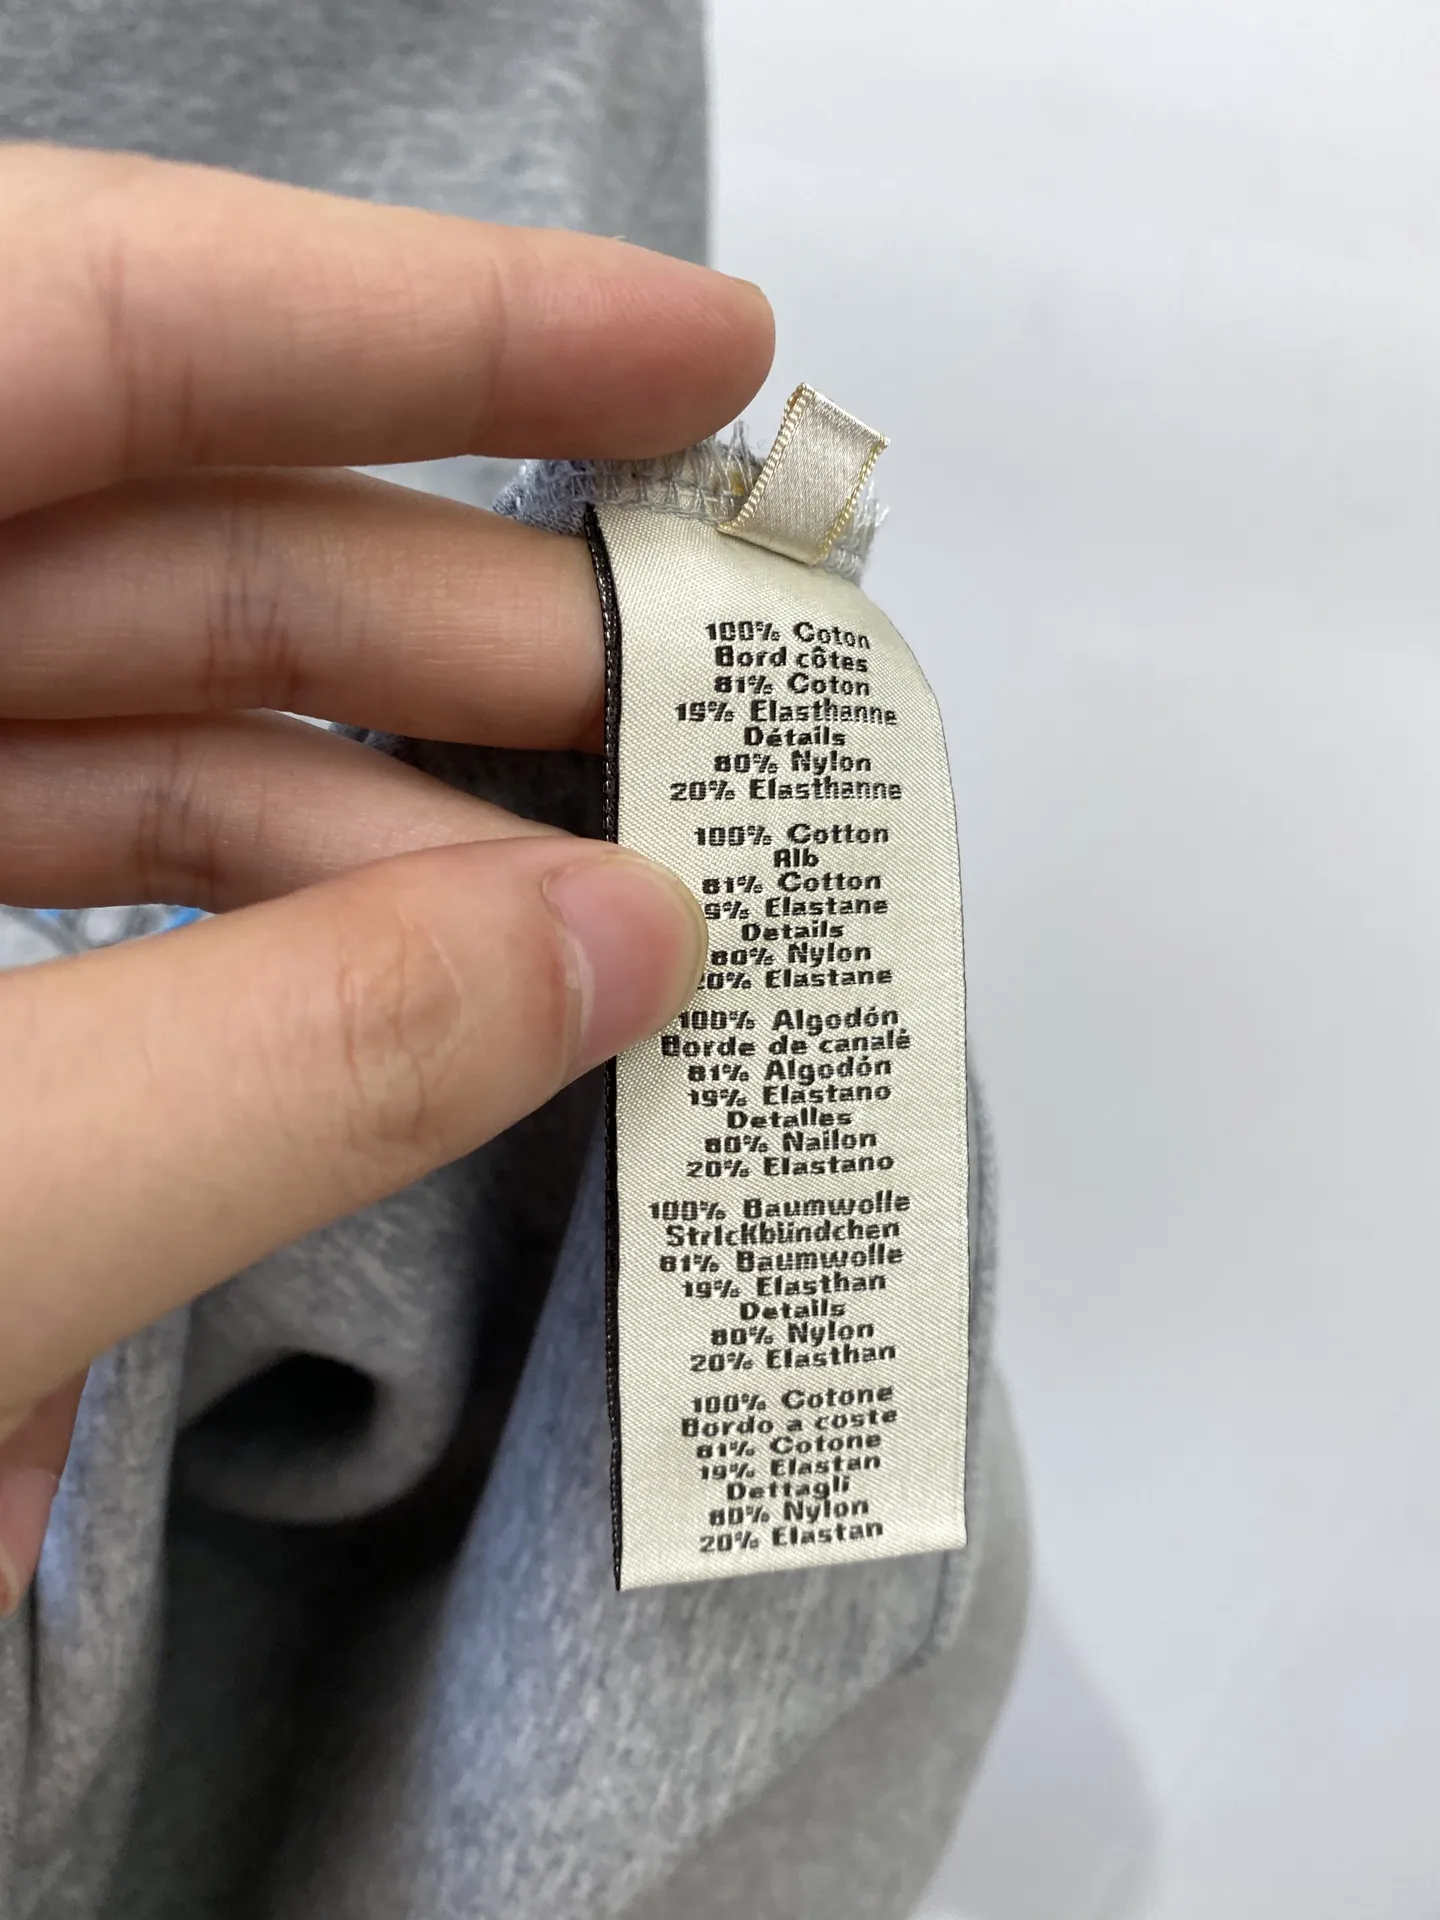 100% Coton
Bord côtes
81% Coton
19% Elasthanne
Détails
80% Nylon
20% Elasthanne
100% Cotton
Rib
81% Cotton
9% Elastane
Details
80% Nylon
20% Elastane
100% Algodón
Borde de canalé
81% Algodón
19% Elastano
Detalles
80% Nailon
20% Elastano
100% Baumwolle
Strickbündchen
81% Baumwolle
19% Elasthan
Details
80% Nylon
20% Elasthan
100% Cotone
Bordo a coste
81% Cotone
19% Elastan
Dettagli
80% Nylon
20% Elastan